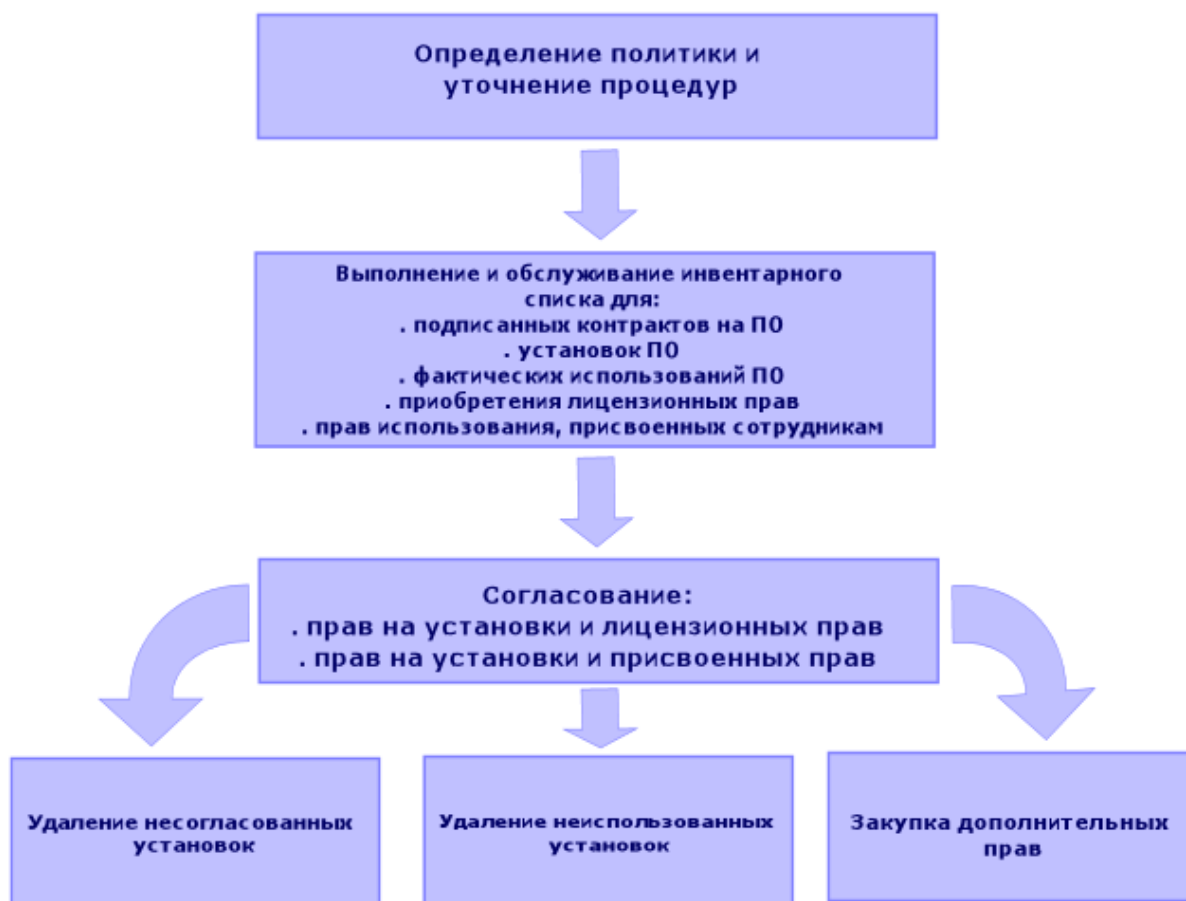 Определение политики и
уточнение процедур
Выполнение и обслуживание инвентарного
списка для:
. подписанных контрактов на ПО
. установок ПО
. фактических использований ПО
. приобретения лицензионных прав
. прав использования, присвоенных сотрудникам
Согласование:
. прав на установки и лицензионных прав
. прав на установки и присвоенных прав
Удаление несогласованных
установок
Удаление неиспользованных
установок
Закупка дополнительных
прав